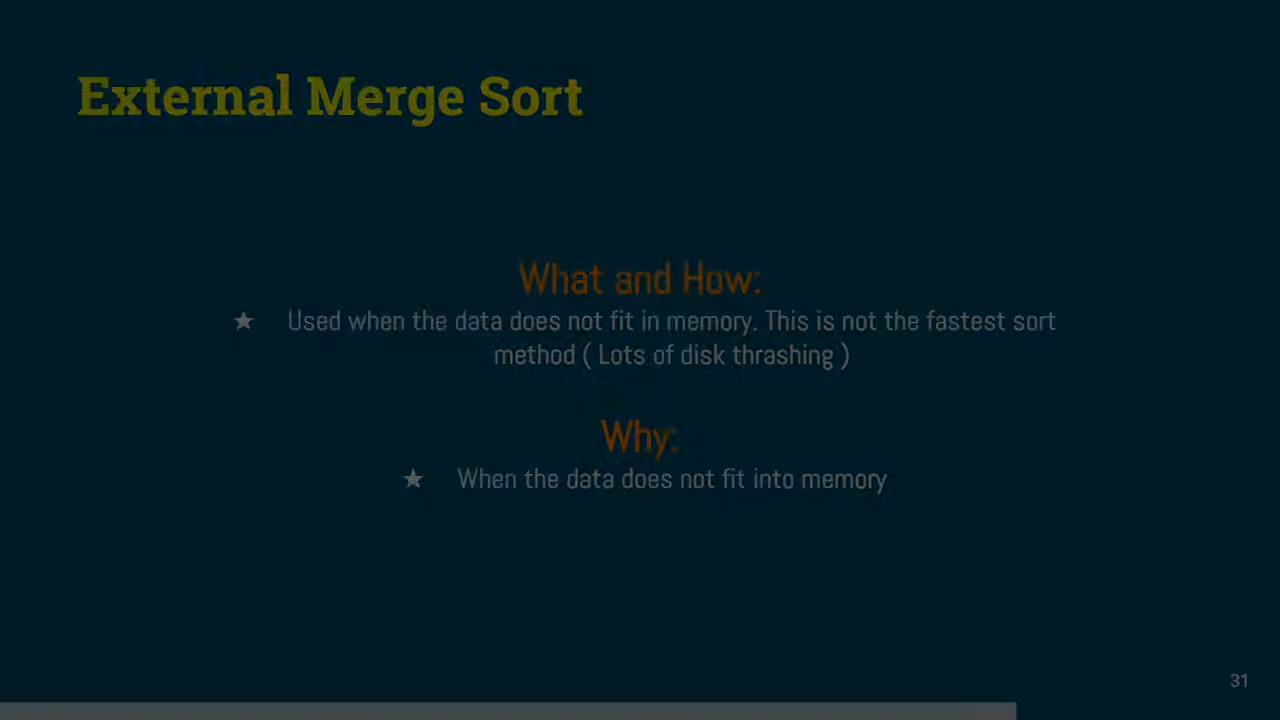 External Merge Sort
What and How:
★ Used when the data does not fit in memory. This is not the fastest sort
method ( Lots of disk thrashing )
Why:
★ When the data does not fit into memory
31